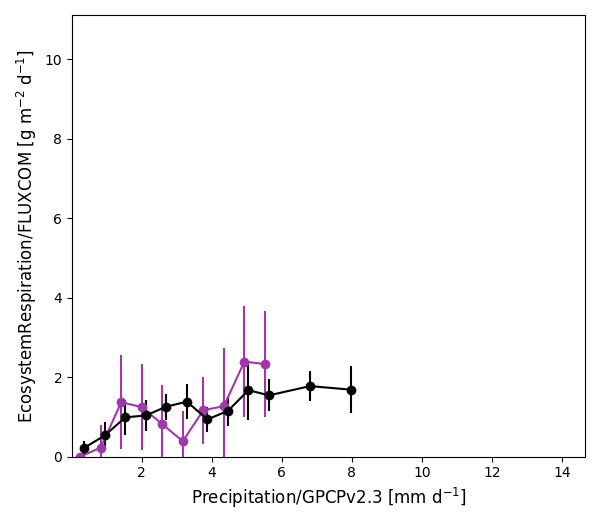 10
8
6
4
2
0
2 4 6 8 10 12 14
EcosystemRespiration/FLUXCOM [g m⁻² d⁻¹]
Precipitation/GPCPv2.3 [mm d⁻¹]